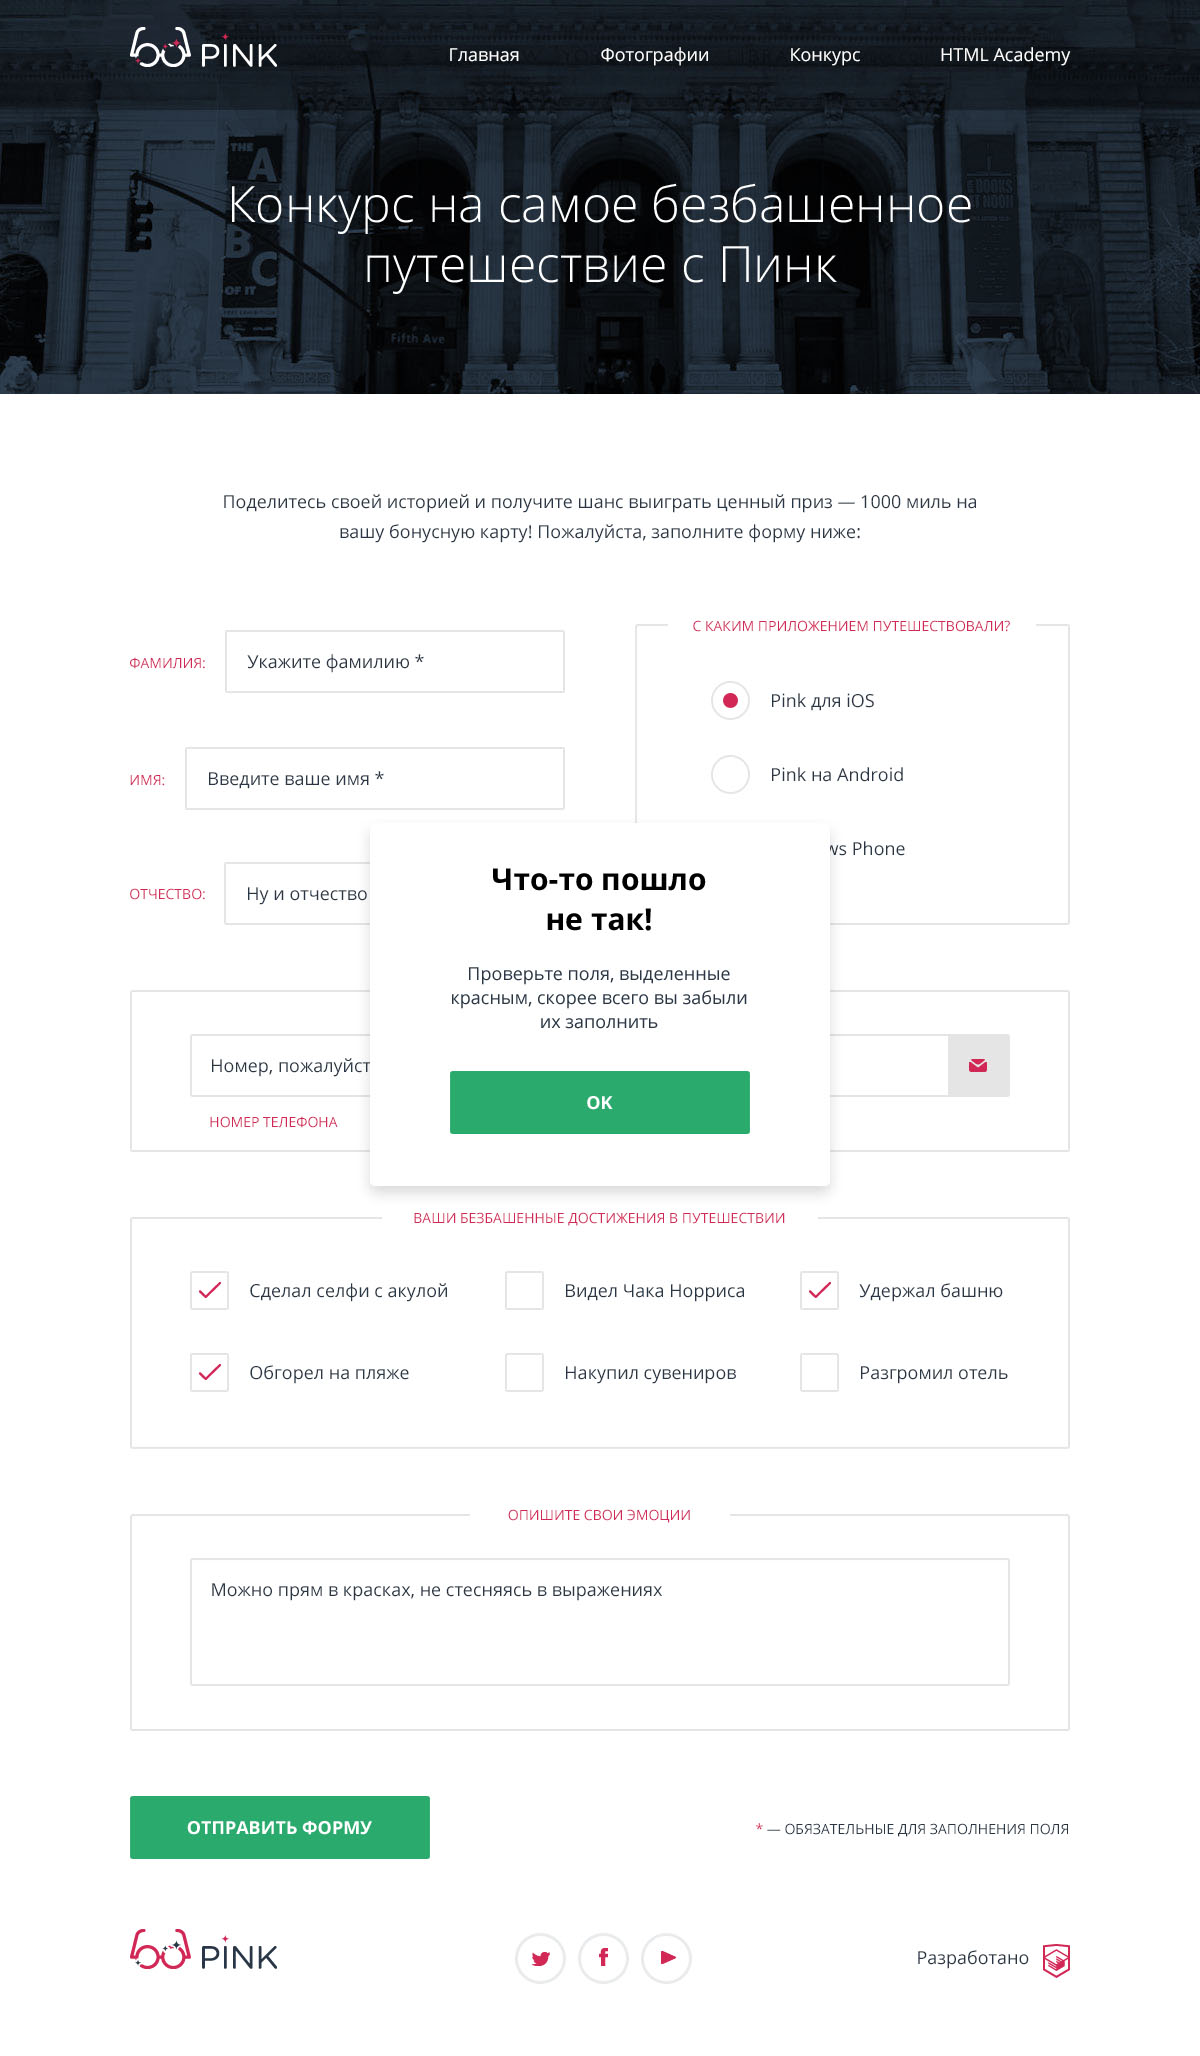 PINK
Главная
Фотографии
Конкурс
HTML Academy
THE
A
B
C
OF IT
Fifth Ave
Конкурс на самое безбашенное
путешествие с Пинк
Поделитесь своей историей и получите шанс выиграть ценный приз — 1000 миль на
вашу бонусную карту! Пожалуйста, заполните форму ниже:
ФАМИЛИЯ:
Укажите фамилию *
ИМЯ:
Введите ваше имя *
ОТЧЕСТВО:
Ну и отчество
С КАКИМ ПРИЛОЖЕНИЕМ ПУТЕШЕСТВОВАЛИ?
Pink для iOS
Pink на Android
ws Phone
Номер, пожалуйст
НОМЕР ТЕЛЕФОНА
Что-то пошло
не так!
Проверьте поля, выделенные
красным, скорее всего вы забыли
их заполнить
OK
ВАШИ БЕЗБАШЕННЫЕ ДОСТИЖЕНИЯ В ПУТЕШЕСТВИИ
Сделал селфи с акулой
Видел Чака Норриса
Удержал башню
Обгорел на пляже
Накупил сувениров
Разгромил отель
ОПИШИТЕ СВОИ ЭМОЦИИ
Можно прям в красках, не стесняясь в выражениях
ОТПРАВИТЬ ФОРМУ
* — ОБЯЗАТЕЛЬНЫЕ ДЛЯ ЗАПОЛНЕНИЯ ПОЛЯ
PINK
Разработано